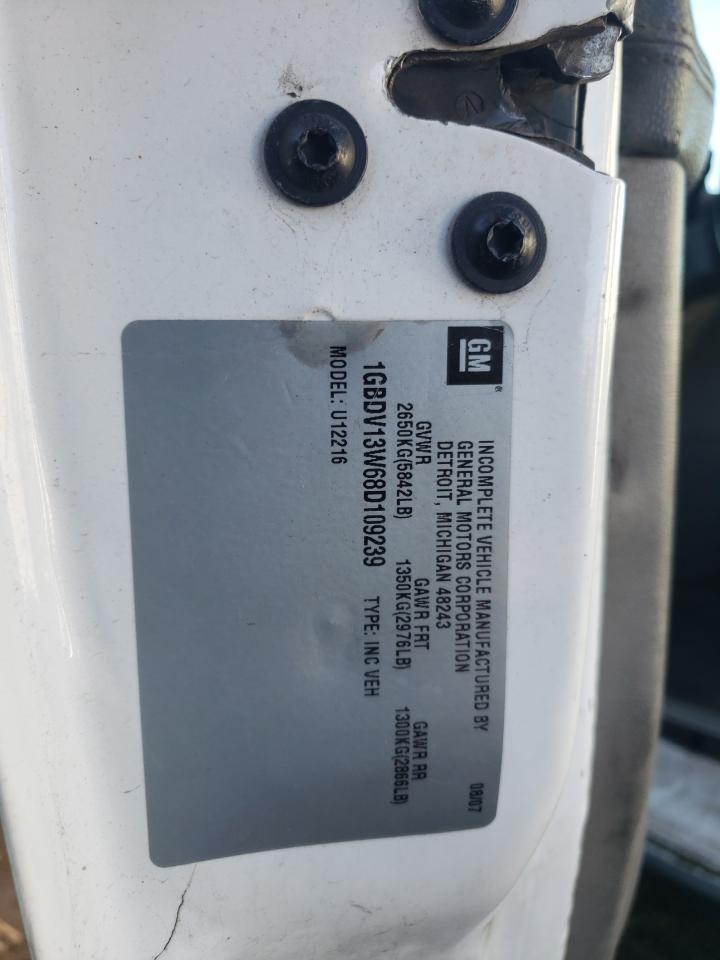 GM ®
INCOMPLETE VEHICLE MANUFACTURED BY
GENERAL MOTORS CORPORATION
DETROIT, MICHIGAN 48243 08/07
GVWR GAWR FRT GAWR RR
2650KG(5842LB) 1350KG(2976LB) 1300KG(2866LB)
1GBDV13W68D109239 TYPE: INC VEH
MODEL: U12216